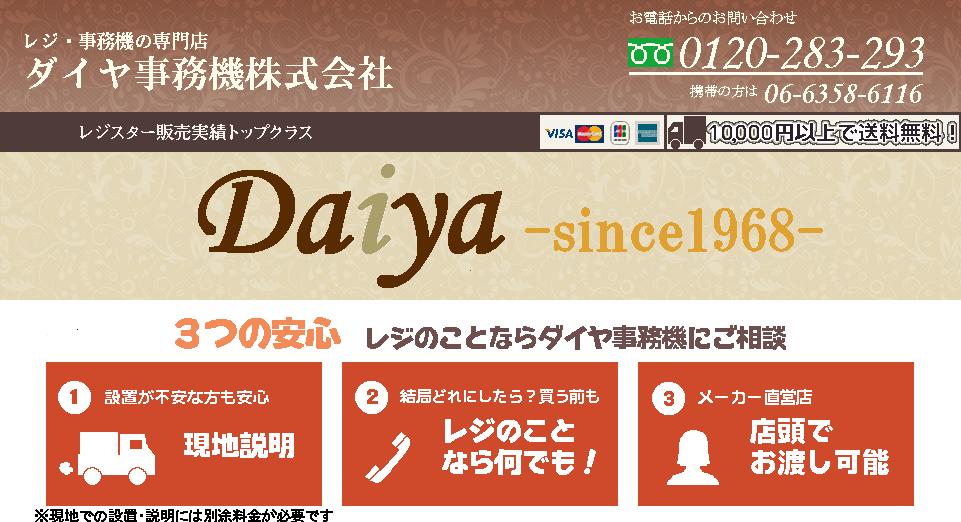 レジ・事務機の専門店
ダイヤ事務機株式会社
お電話からのお問い合わせ
0120-283-293
携帯の方は 06-6358-6116
レジスター販売実績トップクラス
VISA MasterCard JCB AMERICAN EXPRESS
10,000円以上で送料無料！
Daiya -since1968-
３つの安心 レジのことならダイヤ事務機にご相談
1 設置が不安な方も安心
現地説明
2 結局どれにしたら？買う前も
レジのこと
なら何でも！
3 メーカー直営店
店頭で
お渡し可能
※現地での設置・説明には別途料金が必要です